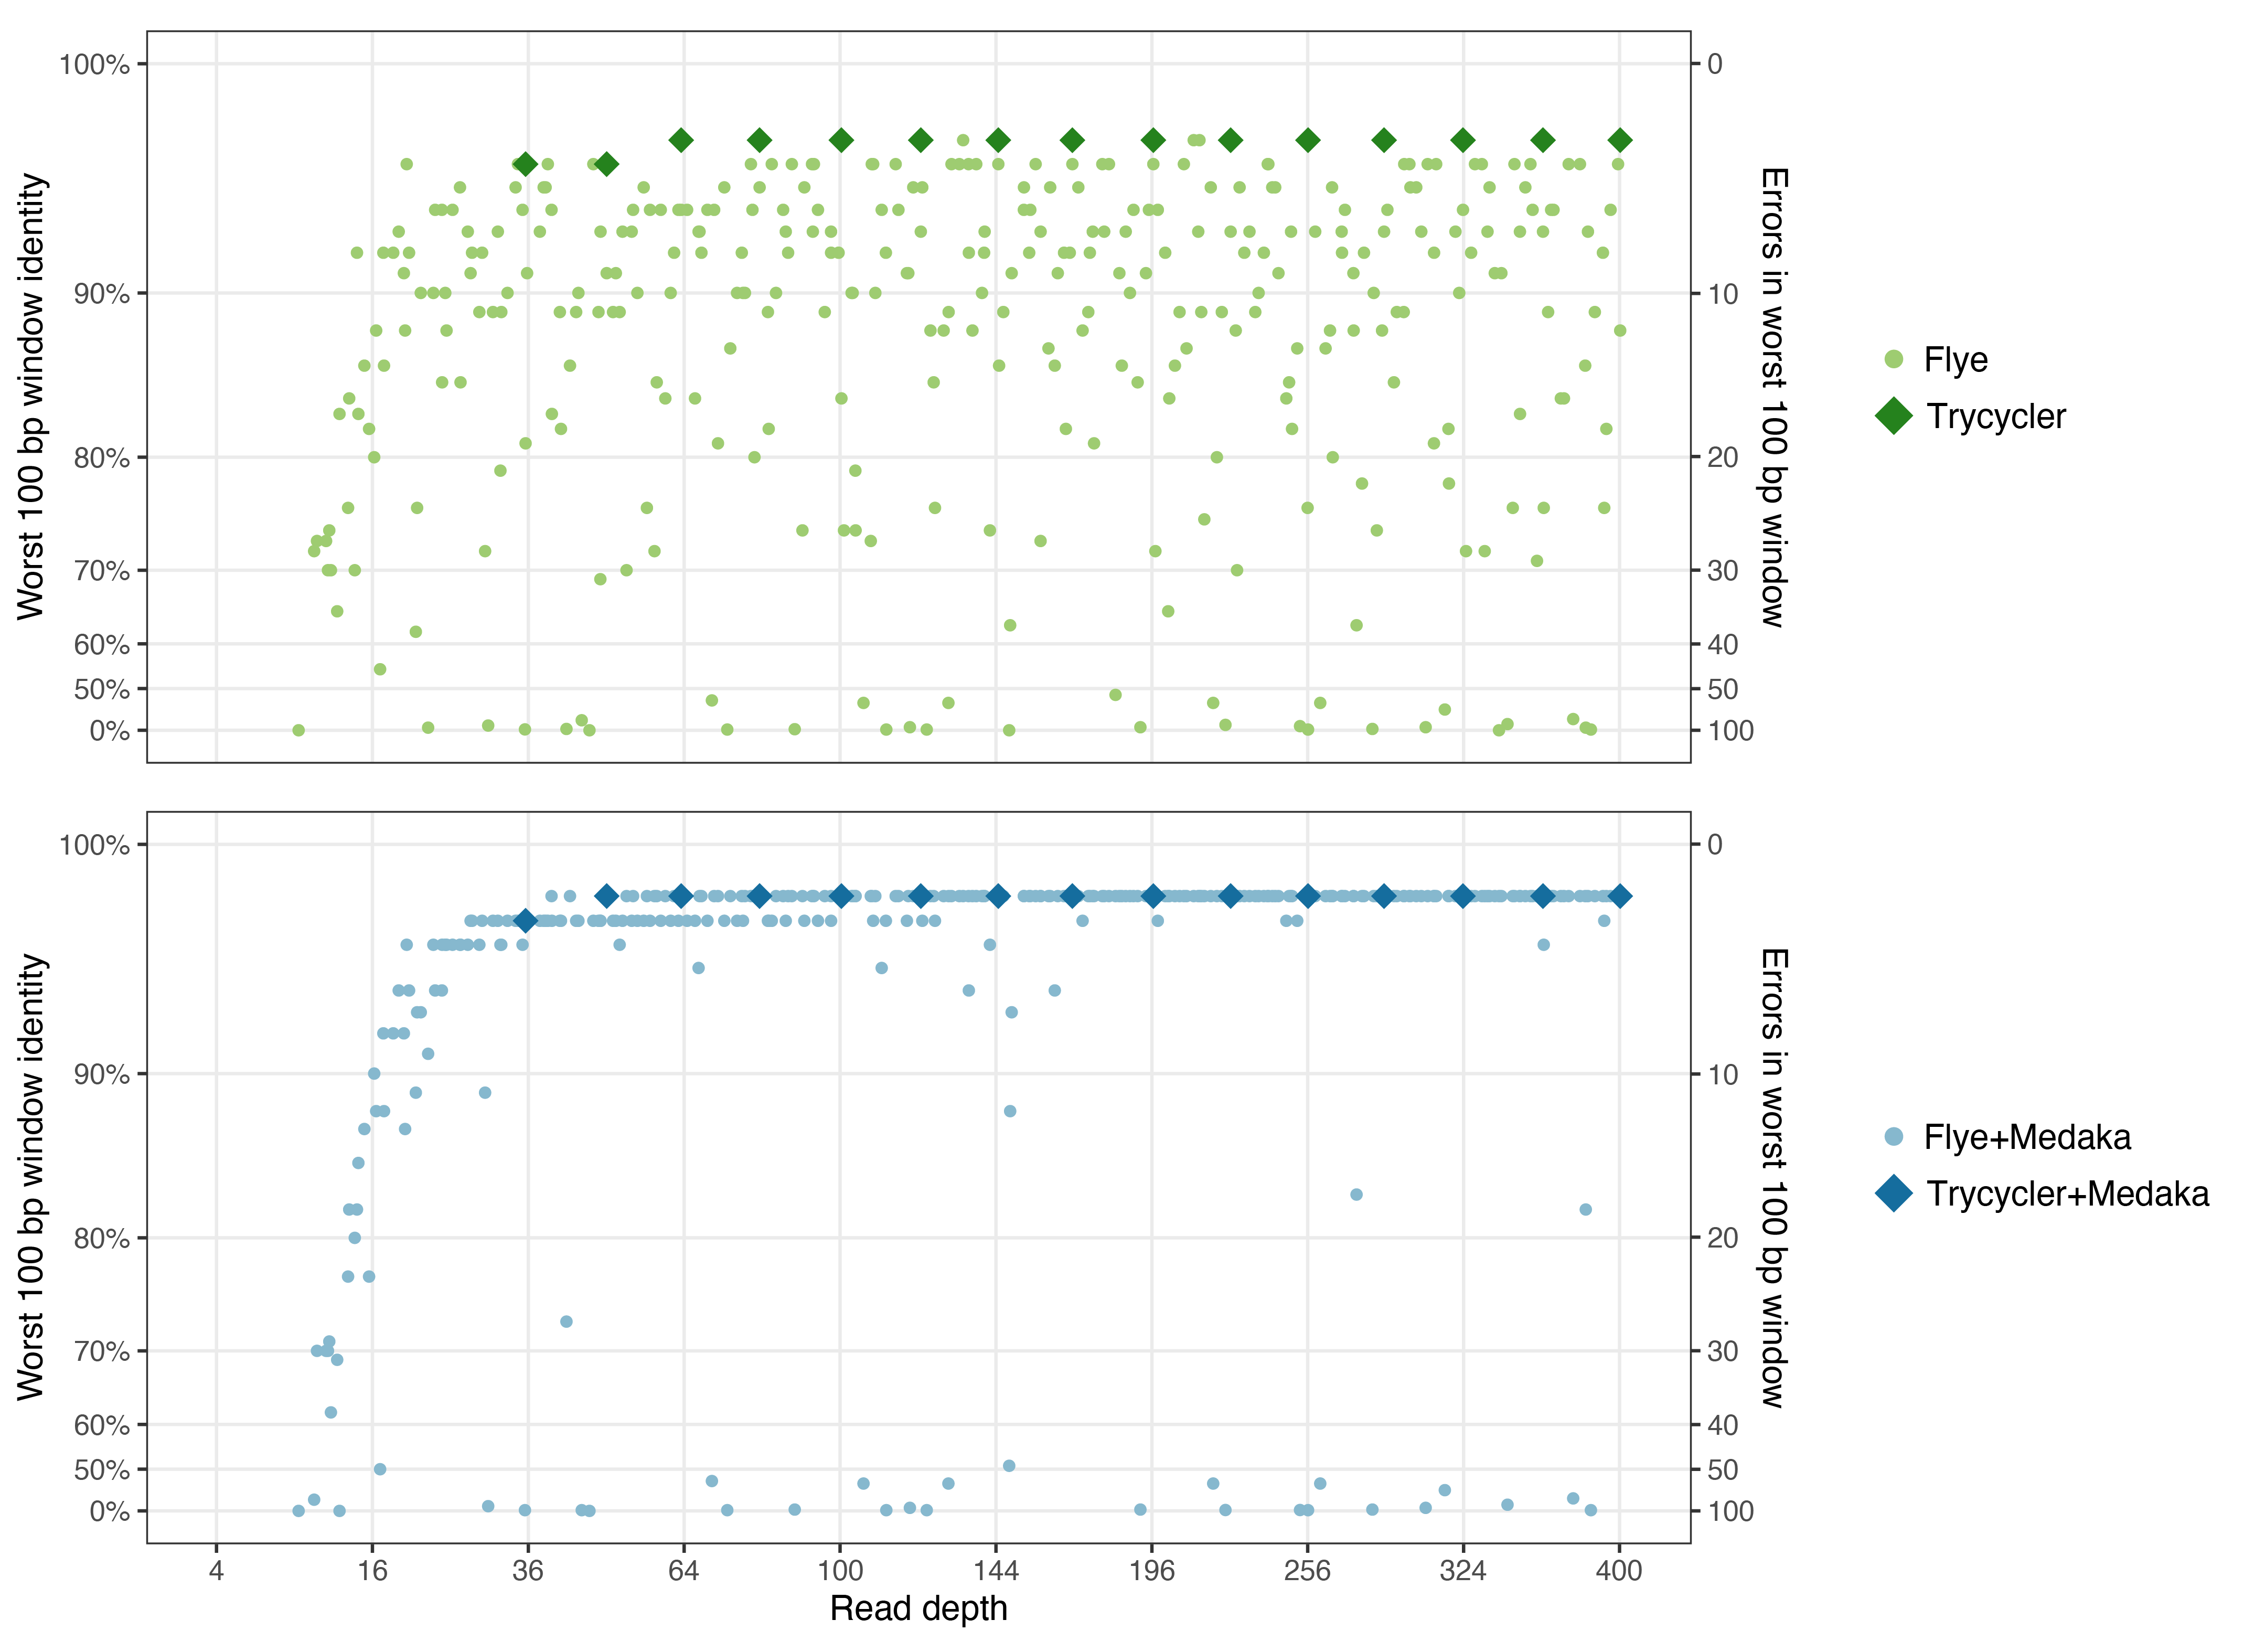 100%
90%
80%
70%
60%
50%
0%
Worst 100 bp window identity
0
10
20
30
40
50
100
Errors in worst 100 bp window
Flye
Trycycler
100%
90%
80%
70%
60%
50%
0%
Worst 100 bp window identity
0
10
20
30
40
50
100
Errors in worst 100 bp window
Flye+Medaka
Trycycler+Medaka
4 16 36 64 100 144 196 256 324 400
Read depth